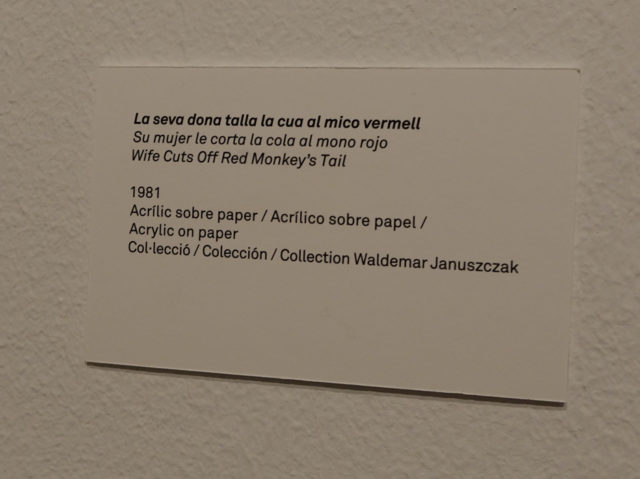 La seva dona talla la cua al mico vermell
Su mujer le corta la cola al mono rojo
Wife Cuts Off Red Monkey's Tail
1981
Acrílic sobre paper / Acrílico sobre papel /
Acrylic on paper
Col·lecció / Colección / Collection Waldemar Januszczak